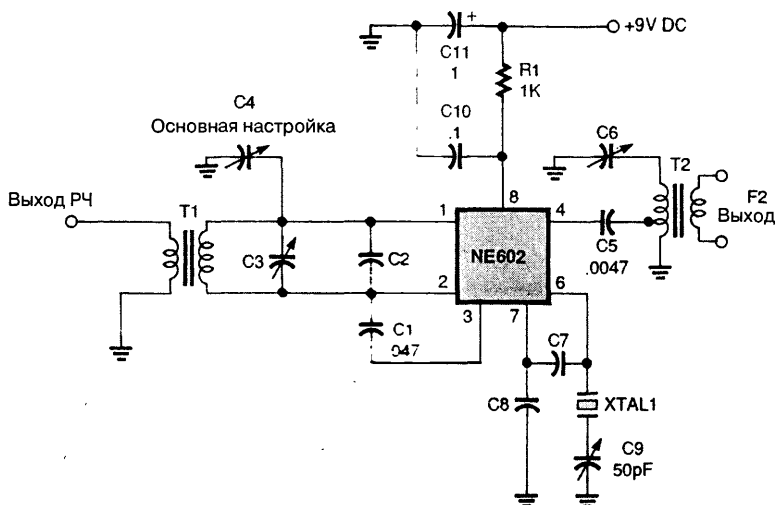 +9V DC
C11
1
+
R1
1K
C4
Основная настройка
C10
.1
C6
T2
Выход РЧ
T1
8
F2
Выход
1
4
C3
C2
NE602
C5
.0047
2
6
3
7
C1
.047
C7
C8
XTAL1
C9
50pF